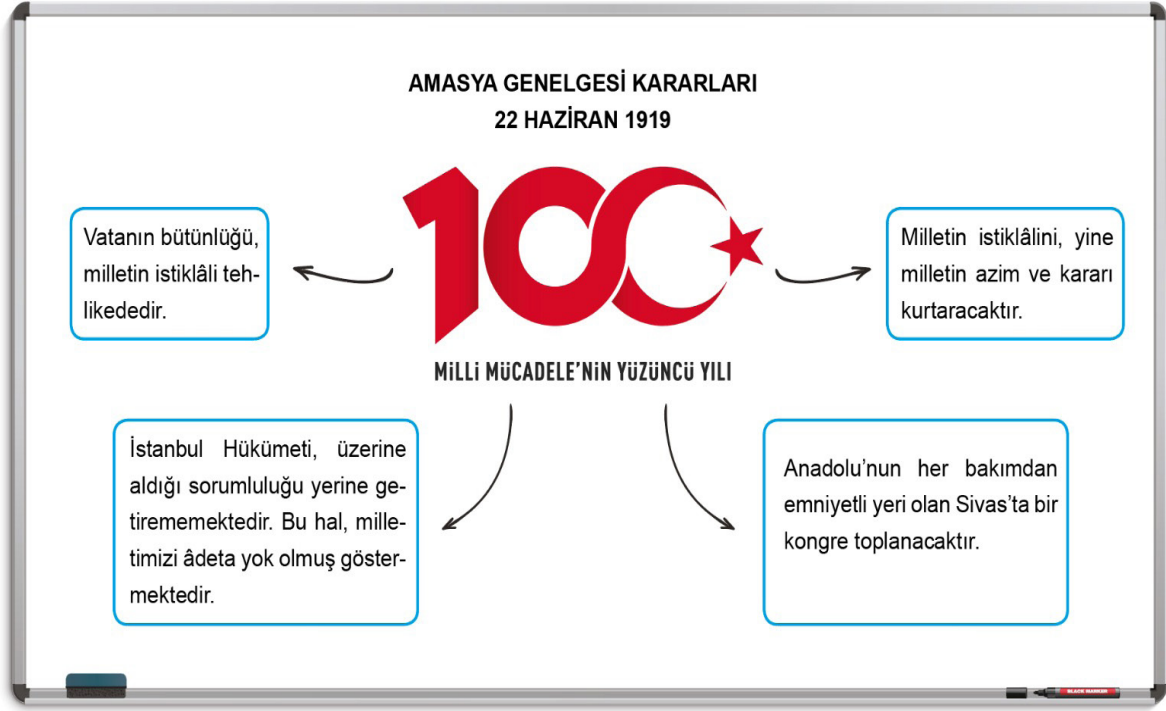 AMASYA GENELGESİ KARARLARI
22 HAZİRAN 1919
100
MİLLİ MÜCADELE'NİN YÜZÜNCÜ YILI
Vatanın bütünlüğü,
milletin istiklâli teh-
likededir.
Milletin istiklâlini, yine
milletin azim ve kararı
kurtaracaktır.
İstanbul Hükümeti, üzerine
aldığı sorumluluğu yerine ge-
tirememektedir. Bu hal, mille-
timizi âdeta yok olmuş göster-
mektedir.
Anadolu'nun her bakımdan
emniyetli yeri olan Sivas'ta bir
kongre toplanacaktır.
BLACK MARKER